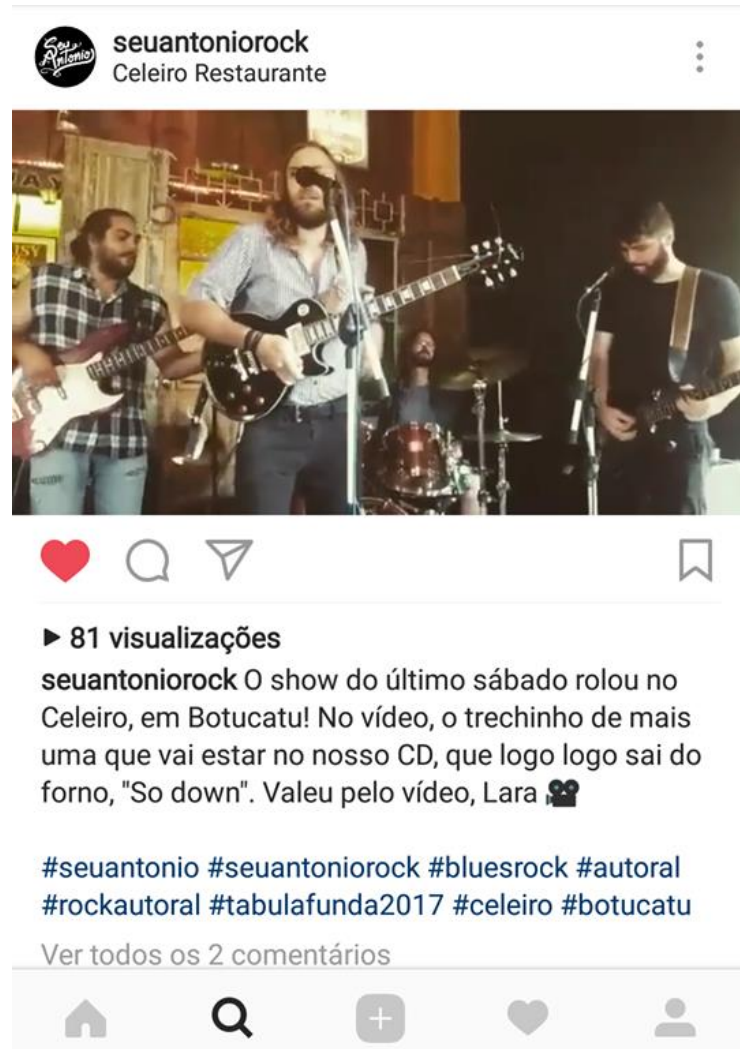 Seu
Antonio
seuantoniorock
Celeiro Restaurante
81 visualizações
seuantoniorock O show do último sábado rolou no
Celeiro, em Botucatu! No vídeo, o trechinho de mais
uma que vai estar no nosso CD, que logo logo sai do
forno, "So down". Valeu pelo vídeo, Lara 🎥
#seuantonio #seuantoniorock #bluesrock #autoral
#rockautoral #tabulafunda2017 #celeiro #botucatu
Ver todos os 2 comentários